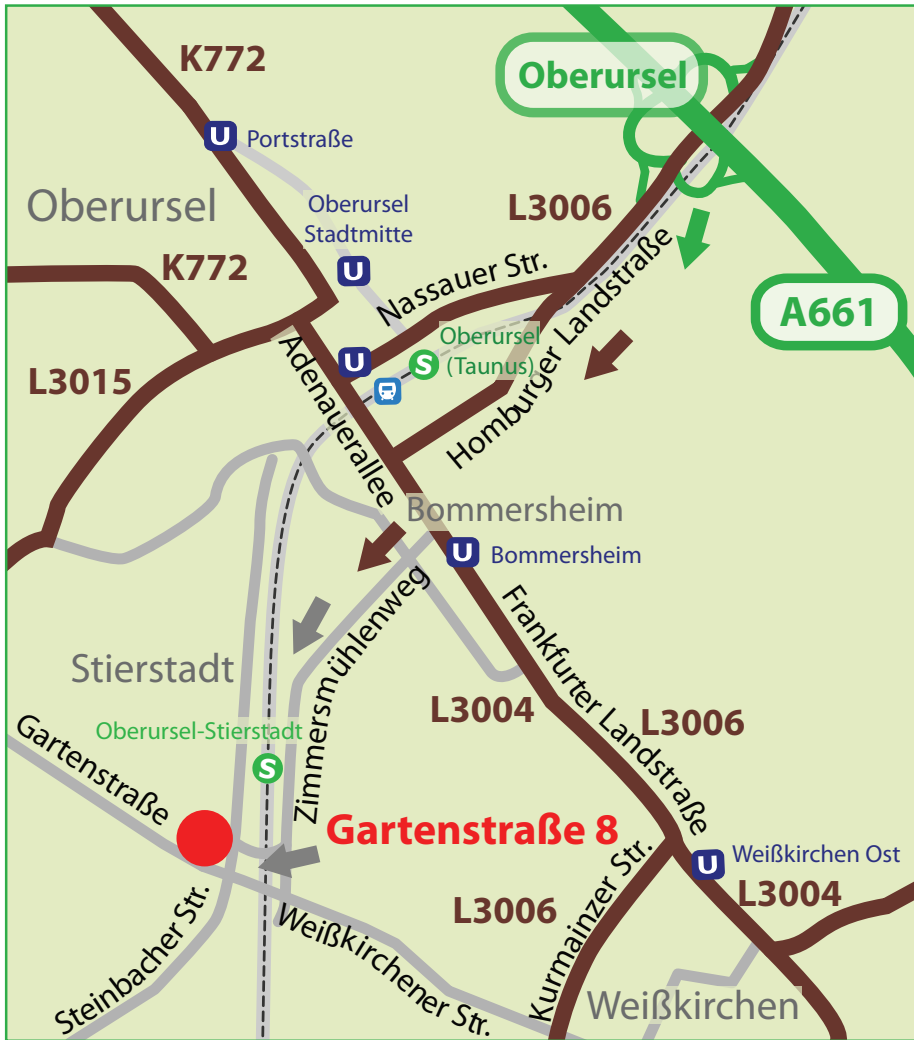 K772
Oberursel
U Portstraße
Oberursel
Oberursel
Stadtmitte
L3006
K772
U
Nassauer Str.
Homburger Landstraße
A661
Oberursel
(Taunus)
S
U
L3015
Adenauerallee
Bommersheim
U Bommersheim
Zimmersmühlenweg
Frankfurter Landstraße
Stierstadt
L3004
L3006
Oberursel-Stierstadt
S
Gartenstraße
Gartenstraße 8
Weißkirchen Ost
U
L3004
Kurmainzer Str.
L3006
Steinbacher Str.
Weißkirchener Str.
Weißkirchen